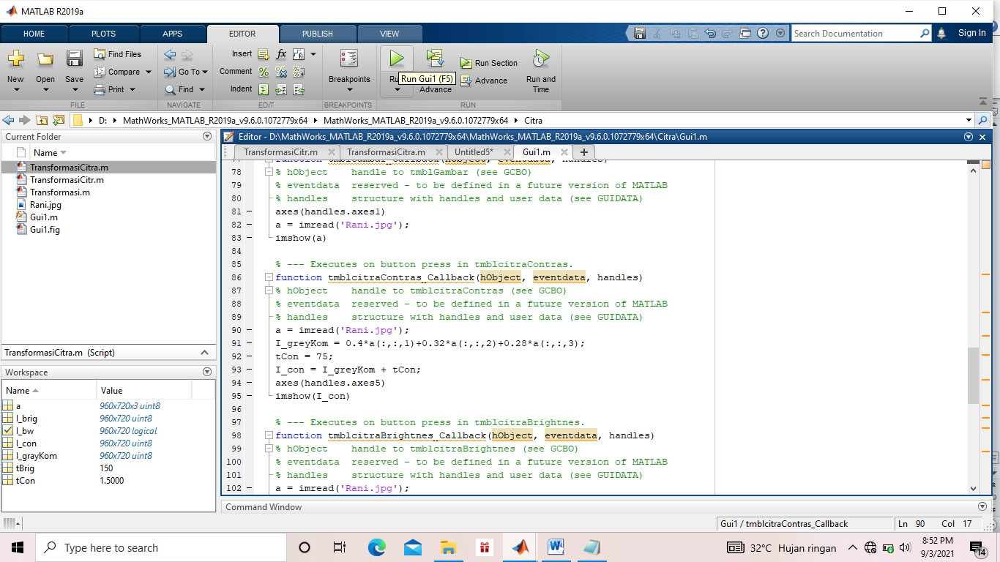 MATLAB R2019a
HOME PLOTS APPS EDITOR PUBLISH VIEW Search Documentation Sign In
New Open Save Find Files Compare Print
Go To Find
Insert fx Comment Indent
Breakpoints
Run Gui1 (F5) Advance Run Section Advance Run and Time
FILE NAVIGATE EDIT BREAKPOINTS RUN
D: MathWorks_MATLAB_R2019a_v9.6.0.1072779x64 MathWorks_MATLAB_R2019a_v9.6.0.1072779x64 Citra
Current Folder
Name
TransformasiCitra.m
TransformasiCitr.m
Transformasi.m
Rani.jpg
Gui1.m
Gui1.fig
TransformasiCitra.m (Script)
Workspace
Name Value
a 960x720x3 uint8
I_brig 960x720 uint8
I_bw 960x720 logical
I_con 960x720 uint8
I_grayKom 960x720 uint8
tBrig 150
tCon 1.5000
Editor - D:\MathWorks_MATLAB_R2019a_v9.6.0.1072779x64\MathWorks_MATLAB_R2019a_v9.6.0.1072779x64\Citra\Gui1.m
TransformasiCitr.m TransformasiCitra.m Untitled5* Gui1.m
77 function tmblGambar_Callback(hObject, eventdata, handles)
78 % hObject    handle to tmblGambar (see GCBO)
79 % eventdata  reserved - to be defined in a future version of MATLAB
80 % handles    structure with handles and user data (see GUIDATA)
81 axes(handles.axes1)
82 a = imread('Rani.jpg');
83 imshow(a)
84
85 % --- Executes on button press in tmblcitraContras.
86 function tmblcitraContras_Callback(hObject, eventdata, handles)
87 % hObject    handle to tmblcitraContras (see GCBO)
88 % eventdata  reserved - to be defined in a future version of MATLAB
89 % handles    structure with handles and user data (see GUIDATA)
90 a = imread('Rani.jpg');
91 I_greyKom = 0.4*a(:,:,1)+0.32*a(:,:,2)+0.28*a(:,:,3);
92 tCon = 75;
93 I_con = I_greyKom + tCon;
94 axes(handles.axes5)
95 imshow(I_con)
96
97 % --- Executes on button press in tmblcitraBrightnes.
98 function tmblcitraBrightnes_Callback(hObject, eventdata, handles)
99 % hObject    handle to tmblcitraBrightnes (see GCBO)
100 % eventdata  reserved - to be defined in a future version of MATLAB
101 % handles    structure with handles and user data (see GUIDATA)
102 a = imread('Rani.jpg');
Command Window
Gui1 / tmblcitraContras_Callback Ln 90 Col 17
Type here to search
32°C Hujan ringan
8:52 PM
9/3/2021
14